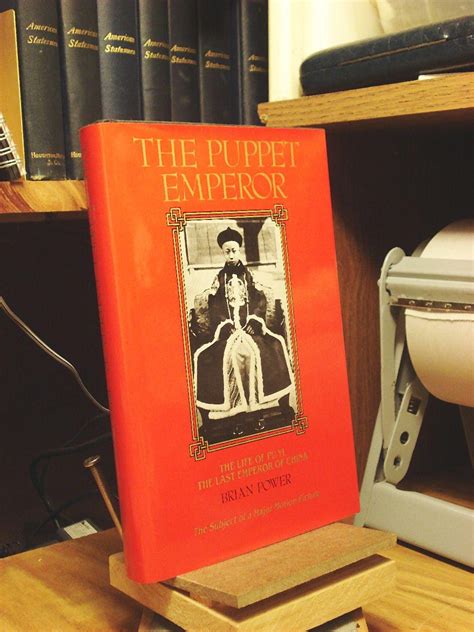 American
Statesmen
American
Statesmen
American
Statesmen
American
Statesmen
American
Statesmen
American
Statesmen
THE PUPPET
EMPEROR
THE LIFE OF PU YI,
THE LAST EMPEROR OF CHINA
BRIAN POWER
The Subject of a Major Motion Picture